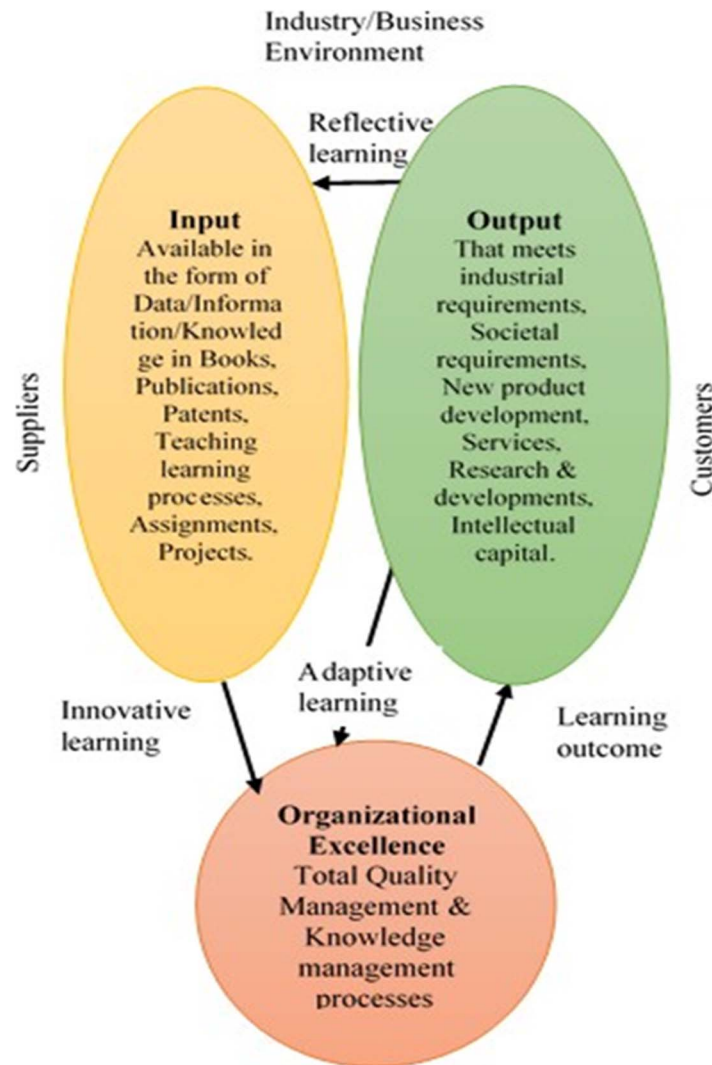 Industry/Business
Environment
Reflective
learning
Input
Available in
the form of
Data/Informa
tion/Knowled
ge in Books,
Publications,
Patents,
Teaching
learning
processes,
Assignments,
Projects.
Output
That meets
industrial
requirements,
Societal
requirements,
New product
development,
Services,
Research &
developments,
Intellectual
capital.
Suppliers
Customers
Innovative
learning
Adaptive
learning
Learning
outcome
Organizational
Excellence
Total Quality
Management &
Knowledge
management
processes